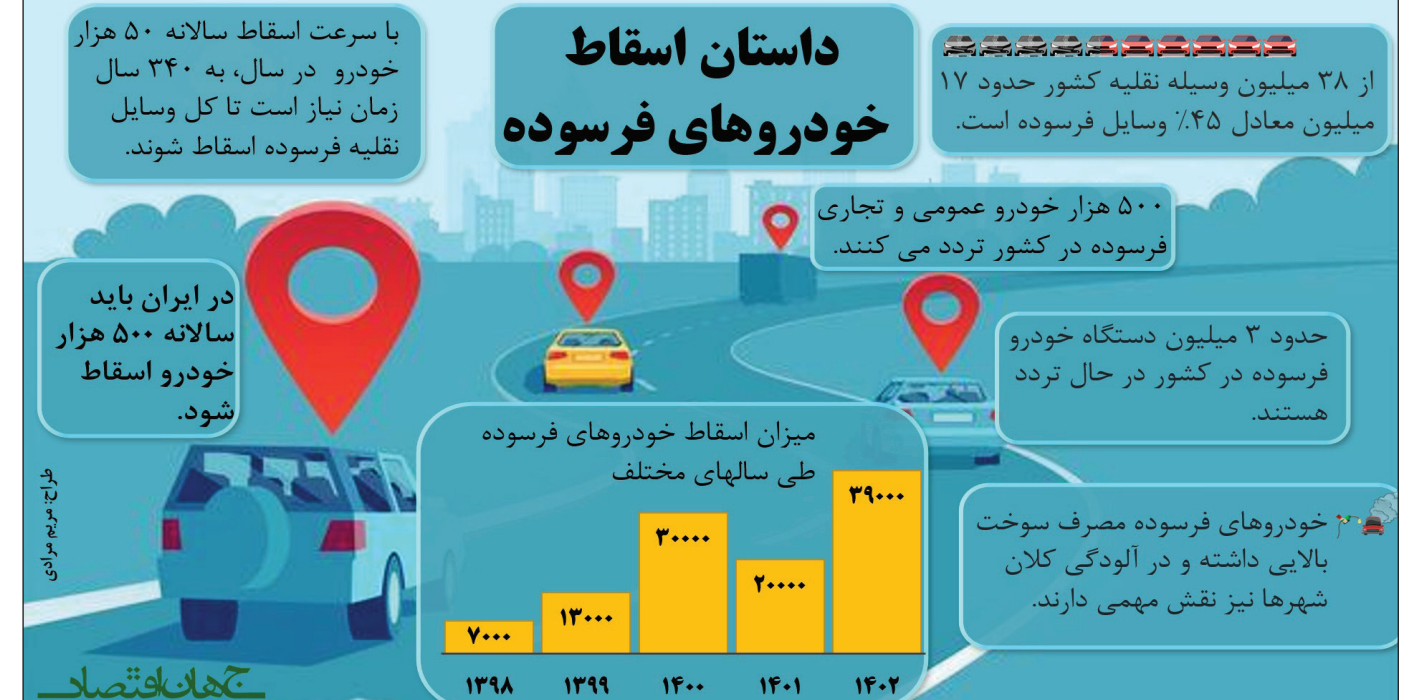 داستان اسقاط
خودروهای فرسوده
از ۳۸ میلیون وسیله نقلیه کشور حدود ۱۷
میلیون معادل ۴۵٪ وسایل فرسوده است.
با سرعت اسقاط سالانه ۵۰ هزار
خودرو در سال، به ۳۴۰ سال
زمان نیاز است تا کل وسایل
نقلیه فرسوده اسقاط شوند.
۵۰۰ هزار خودرو عمومی و تجاری
فرسوده در کشور تردد می کنند.
در ایران باید
سالانه ۵۰۰ هزار
خودرو اسقاط
شود.
حدود ۳ میلیون دستگاه خودرو
فرسوده در کشور در حال تردد
هستند.
میزان اسقاط خودروهای فرسوده
طی سالهای مختلف
۷۰۰۰
۱۳۰۰۰
۳۰۰۰۰
۲۰۰۰۰
۳۹۰۰۰
۱۳۹۸ ۱۳۹۹ ۱۴۰۰ ۱۴۰۱ ۱۴۰۲
خودروهای فرسوده مصرف سوخت
بالایی داشته و در آلودگی کلان
شهرها نیز نقش مهمی دارند.
طراح: مریم مرادی
جهان اقتصاد